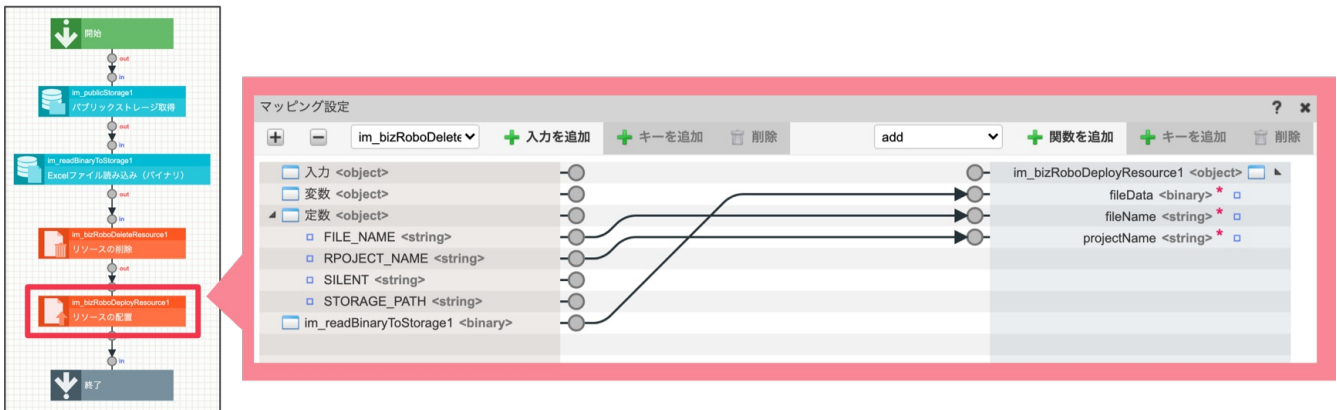 開始
out
in
im_publicStorage1
パブリックストレージ取得
out
in
im_readBinaryToStorage1
Excelファイル読み込み（バイナリ）
out
in
im_bizRoboDeleteResource1
リソースの削除
out
in
im_bizRoboDeployResource1
リソースの配置
in
終了
マッピング設定
im_bizRoboDelete
入力を追加
キーを追加
削除
add
関数を追加
キーを追加
削除
入力 <object>
変数 <object>
定数 <object>
FILE_NAME <string>
RPOJECT_NAME <string>
SILENT <string>
STORAGE_PATH <string>
im_readBinaryToStorage1 <binary>
im_bizRoboDeployResource1 <object>
fileData <binary> *
fileName <string> *
projectName <string> *